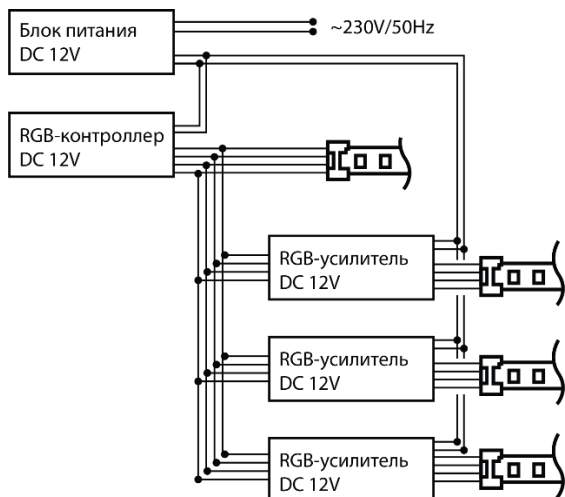 Блок питания
DC 12V
~230V/50Hz
RGB-контроллер
DC 12V
RGB-усилитель
DC 12V
RGB-усилитель
DC 12V
RGB-усилитель
DC 12V